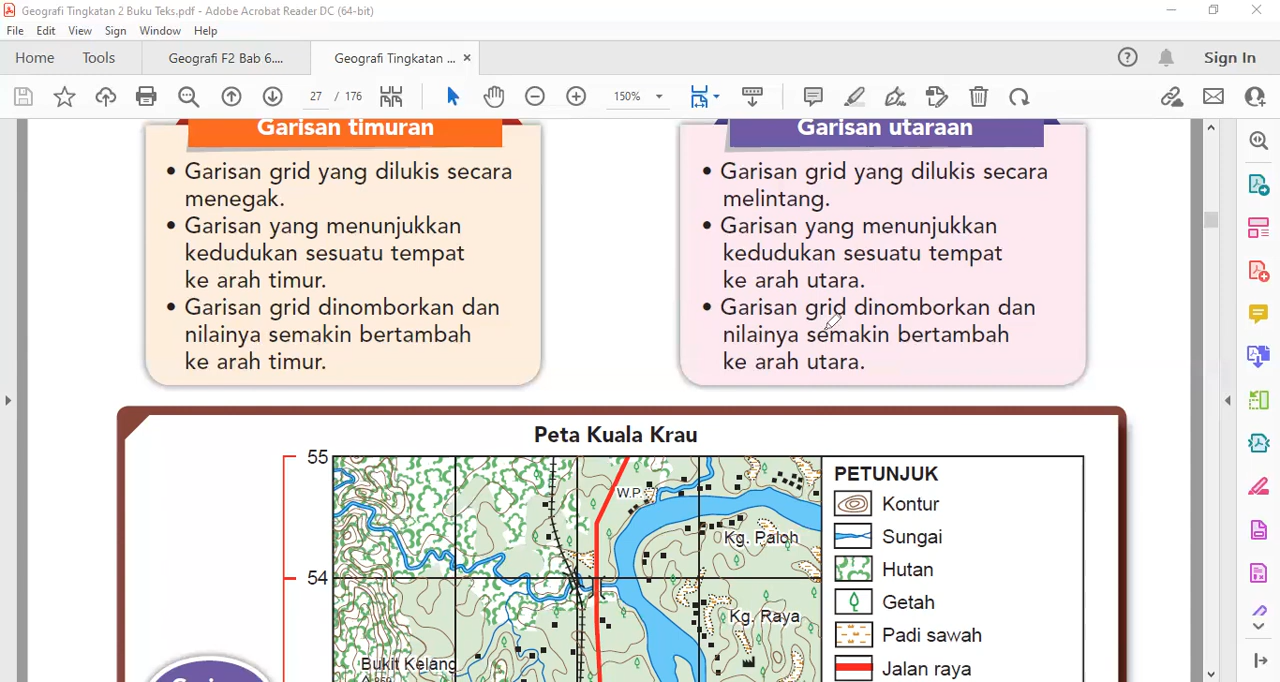 Geografi Tingkatan 2 Buku Teks.pdf - Adobe Acrobat Reader DC (64-bit)
File Edit View Sign Window Help
Home Tools Geografi F2 Bab 6.... Geografi Tingkatan ... × Sign In
27 / 176 150%
Garisan timuran
• Garisan grid yang dilukis secara
menegak.
• Garisan yang menunjukkan
kedudukan sesuatu tempat
ke arah timur.
• Garisan grid dinomborkan dan
nilainya semakin bertambah
ke arah timur.
Garisan utaraan
• Garisan grid yang dilukis secara
melintang.
• Garisan yang menunjukkan
kedudukan sesuatu tempat
ke arah utara.
• Garisan grid dinomborkan dan
nilainya semakin bertambah
ke arah utara.
Peta Kuala Krau
55
W.P.
Kg. Paloh
54
Kg. Raya
Bukit Kelang
PETUNJUK
Kontur
Sungai
Hutan
Getah
Padi sawah
Jalan raya